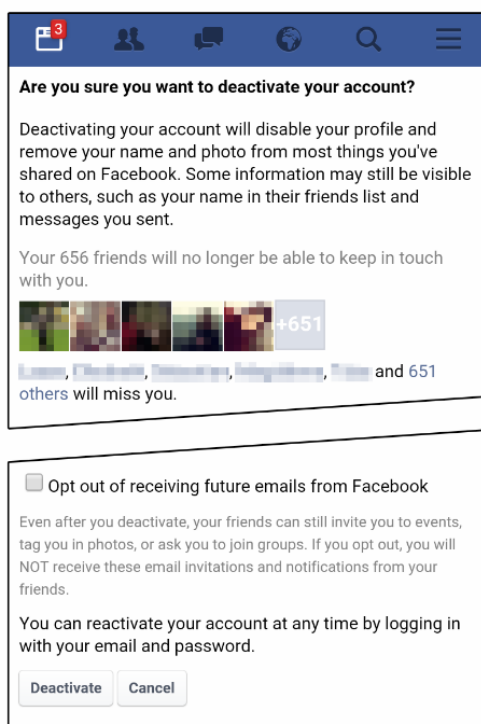 3
Are you sure you want to deactivate your account?
Deactivating your account will disable your profile and
remove your name and photo from most things you've
shared on Facebook. Some information may still be visible
to others, such as your name in their friends list and
messages you sent.
Your 656 friends will no longer be able to keep in touch
with you.
+651
and 651
others will miss you.
Opt out of receiving future emails from Facebook
Even after you deactivate, your friends can still invite you to events,
tag you in photos, or ask you to join groups. If you opt out, you will
NOT receive these email invitations and notifications from your
friends.
You can reactivate your account at any time by logging in
with your email and password.
Deactivate Cancel